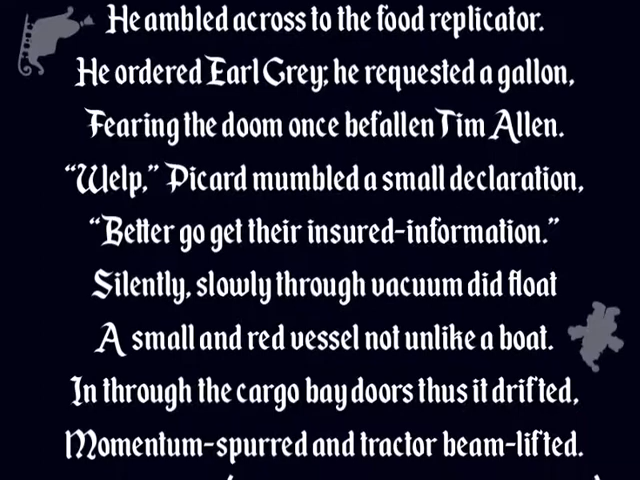 He ambled across to the food replicator.
He ordered Earl Grey; he requested a gallon,
Fearing the doom once befallen Tim Allen.
“Welp,” Picard mumbled a small declaration,
“Better go get their insured-information.”
Silently, slowly through vacuum did float
A small and red vessel not unlike a boat.
In through the cargo bay doors thus it drifted,
Momentum-spurred and tractor beam-lifted.